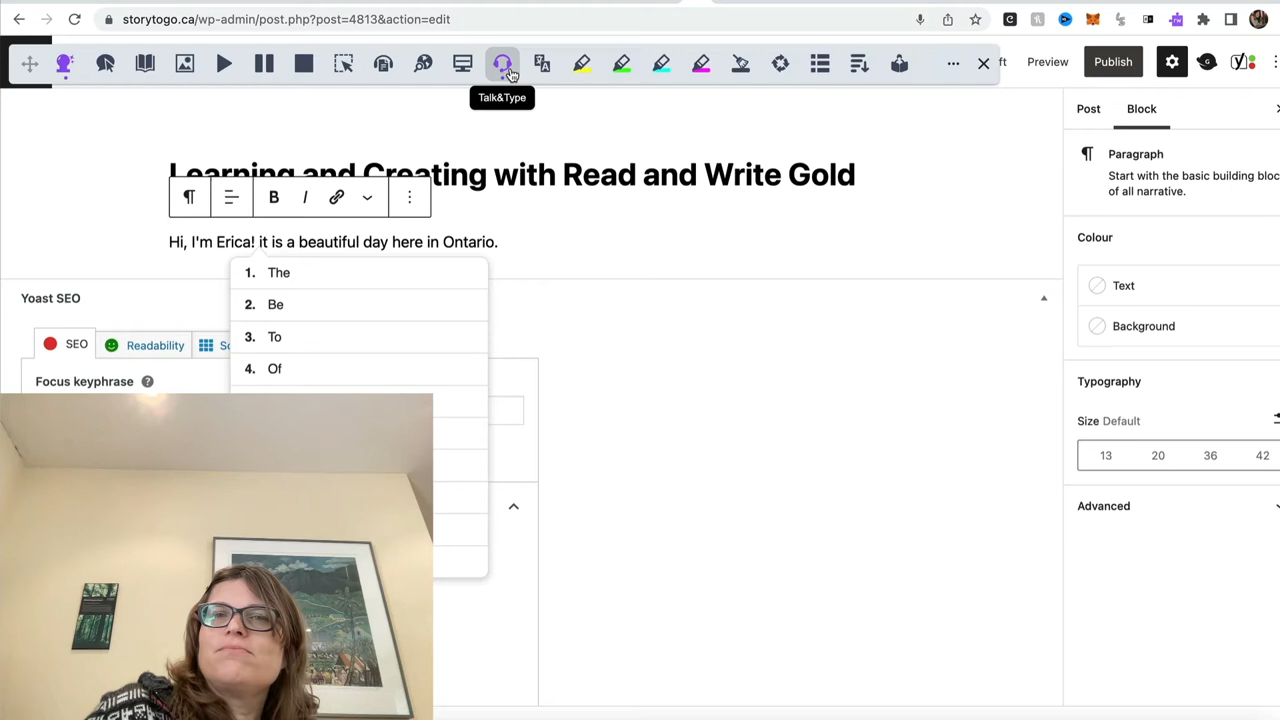 storytogo.ca/wp-admin/post.php?post=4813&action=edit
ft Preview Publish
Talk&Type
Post Block
Learning and Creating with Read and Write Gold
Paragraph
Start with the basic building bloc
of all narrative.
B I
Hi, I'm Erica! it is a beautiful day here in Ontario.
Colour
1. The
2. Be
3. To
4. Of
Text
Background
Yoast SEO
SEO Readability Sc
Focus keyphrase ?
Typography
Size Default
13 20 36 42
Advanced